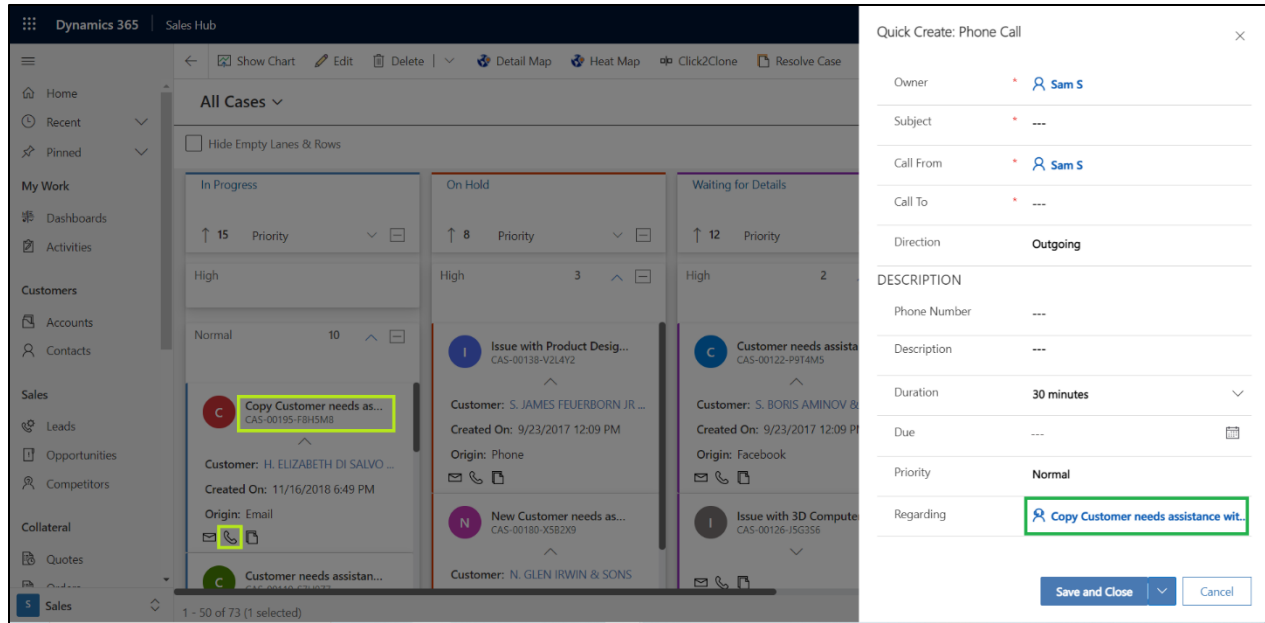 Dynamics 365 Sales Hub
Show Chart Edit Delete Detail Map Heat Map Click2Clone Resolve Case
Home
Recent
Pinned
My Work
Dashboards
Activities
Customers
Accounts
Contacts
Sales
Leads
Opportunities
Competitors
Collateral
Quotes
S Sales
All Cases
Hide Empty Lanes & Rows
In Progress
15 Priority
High
Normal 10
C Copy Customer needs as...
CAS-00195-F8H5M8
Customer: H. ELIZABETH DI SALVO ...
Created On: 11/16/2018 6:49 PM
Origin: Email
C Customer needs assistan...
On Hold
8 Priority
High 3
I Issue with Product Desig...
CAS-00138-V2L4Y2
Customer: S. JAMES FEUERBORN JR ...
Created On: 9/23/2017 12:09 PM
Origin: Phone
N New Customer needs as...
CAS-00180-X5B2X9
Customer: N. GLEN IRWIN & SONS
Waiting for Details
12 Priority
High 2
C Customer needs assista
CAS-00122-P9T4M5
Customer: S. BORIS AMINOV &
Created On: 9/23/2017 12:09 P
Origin: Facebook
I Issue with 3D Compute
CAS-00126-J5G3S6
1 - 50 of 73 (1 selected)
Quick Create: Phone Call
Owner * Sam S
Subject * ---
Call From * Sam S
Call To * ---
Direction Outgoing
DESCRIPTION
Phone Number ---
Description ---
Duration 30 minutes
Due ---
Priority Normal
Regarding Copy Customer needs assistance wit..
Save and Close Cancel